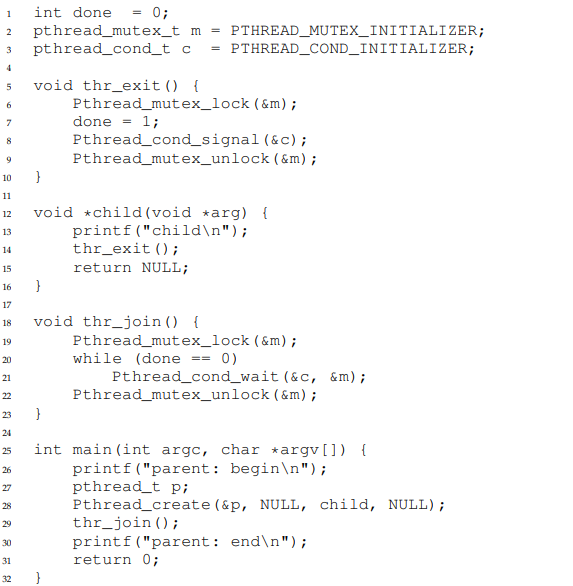 1 int done = 0;
2 pthread_mutex_t m = PTHREAD_MUTEX_INITIALIZER;
3 pthread_cond_t c = PTHREAD_COND_INITIALIZER;
4
5 void thr_exit() {
6 Pthread_mutex_lock(&m);
7 done = 1;
8 Pthread_cond_signal(&c);
9 Pthread_mutex_unlock(&m);
10 }
11
12 void *child(void *arg) {
13 printf("child\n");
14 thr_exit();
15 return NULL;
16 }
17
18 void thr_join() {
19 Pthread_mutex_lock(&m);
20 while (done == 0)
21 Pthread_cond_wait(&c, &m);
22 Pthread_mutex_unlock(&m);
23 }
24
25 int main(int argc, char *argv[]) {
26 printf("parent: begin\n");
27 pthread_t p;
28 Pthread_create(&p, NULL, child, NULL);
29 thr_join();
30 printf("parent: end\n");
31 return 0;
32 }